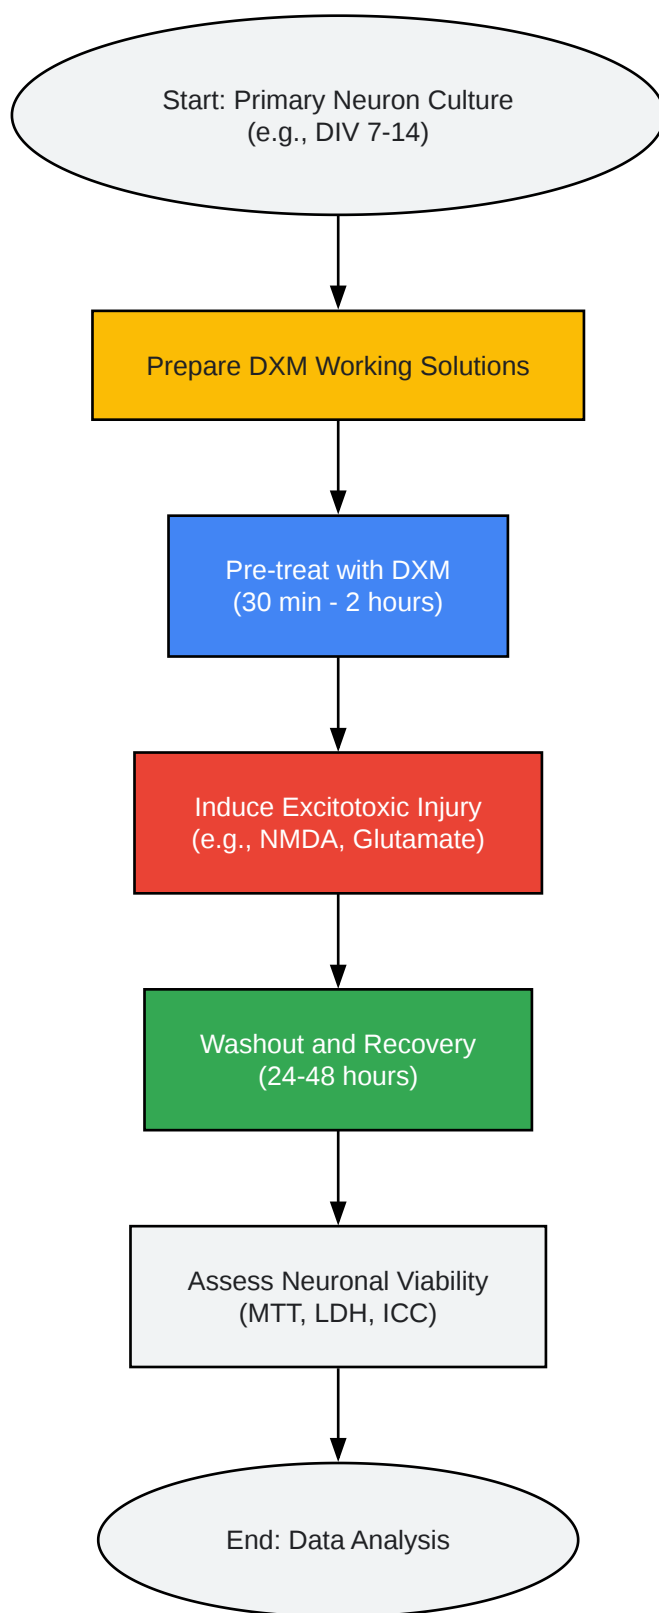 Start: Primary Neuron Culture
(e.g., DIV 7-14)
Prepare DXM Working Solutions
Pre-treat with DXM
(30 min - 2 hours)
Induce Excitotoxic Injury
(e.g., NMDA, Glutamate)
Washout and Recovery
(24-48 hours)
Assess Neuronal Viability
(MTT, LDH, ICC)
End: Data Analysis